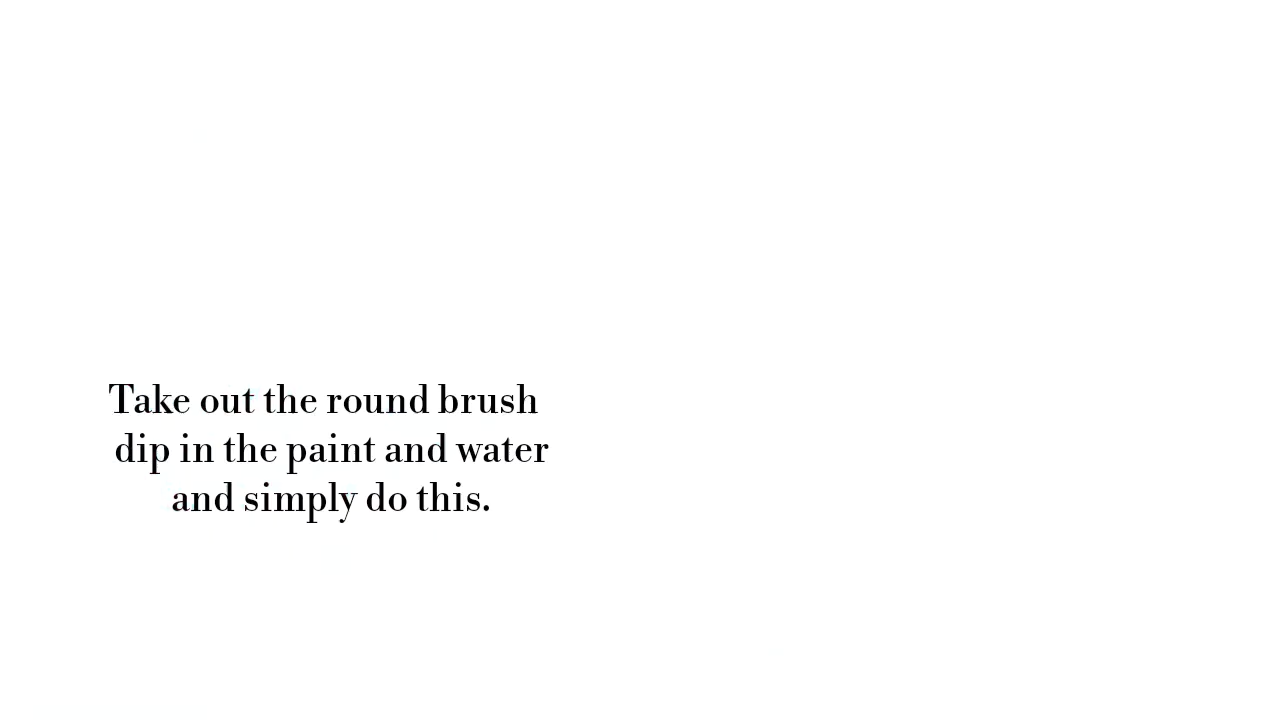 Take out the round brush
dip in the paint and water
and simply do this.